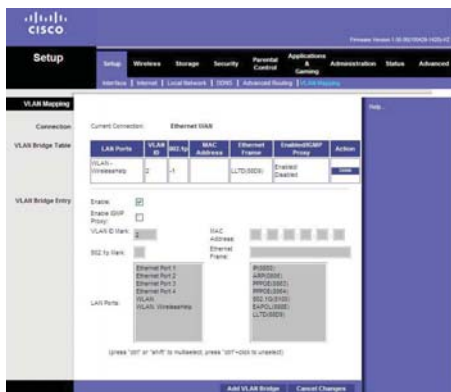 CISCO
Setup
Setup Wireless Storage Security Parental Control Applications & Gaming Administration Status Advanced
Interface | Internet | Local Network | DDNS | Advanced Routing | VLAN Mapping
VLAN Mapping
Help...
Connection
Current Connection: Ethernet WAN
VLAN Bridge Table
LAN Ports VLAN ID 802.1p MAC Address Ethernet Frame Enabled/IGMP Proxy Action
WLAN - WirelessHelp 2 -1 LLTD(88D9) Enabled/ Disabled
VLAN Bridge Entry
Enable:
Enable IGMP Proxy:
VLAN ID Mark: 2 MAC Address:
802.1p Mark: Ethernet Frame:
LAN Ports:
Ethernet Port 1
Ethernet Port 2
Ethernet Port 3
Ethernet Port 4
WLAN
WLAN: WirelessHelp
IP(0800)
ARP(0806)
PPPOE(8863)
PPPOE(8864)
802.1Q(8100)
EAPOL(888E)
LLTD(88D9)
(press "ctrl" or "shift" to multiselect, press "ctrl"+click to unselect)
Add VLAN Bridge Cancel Changes